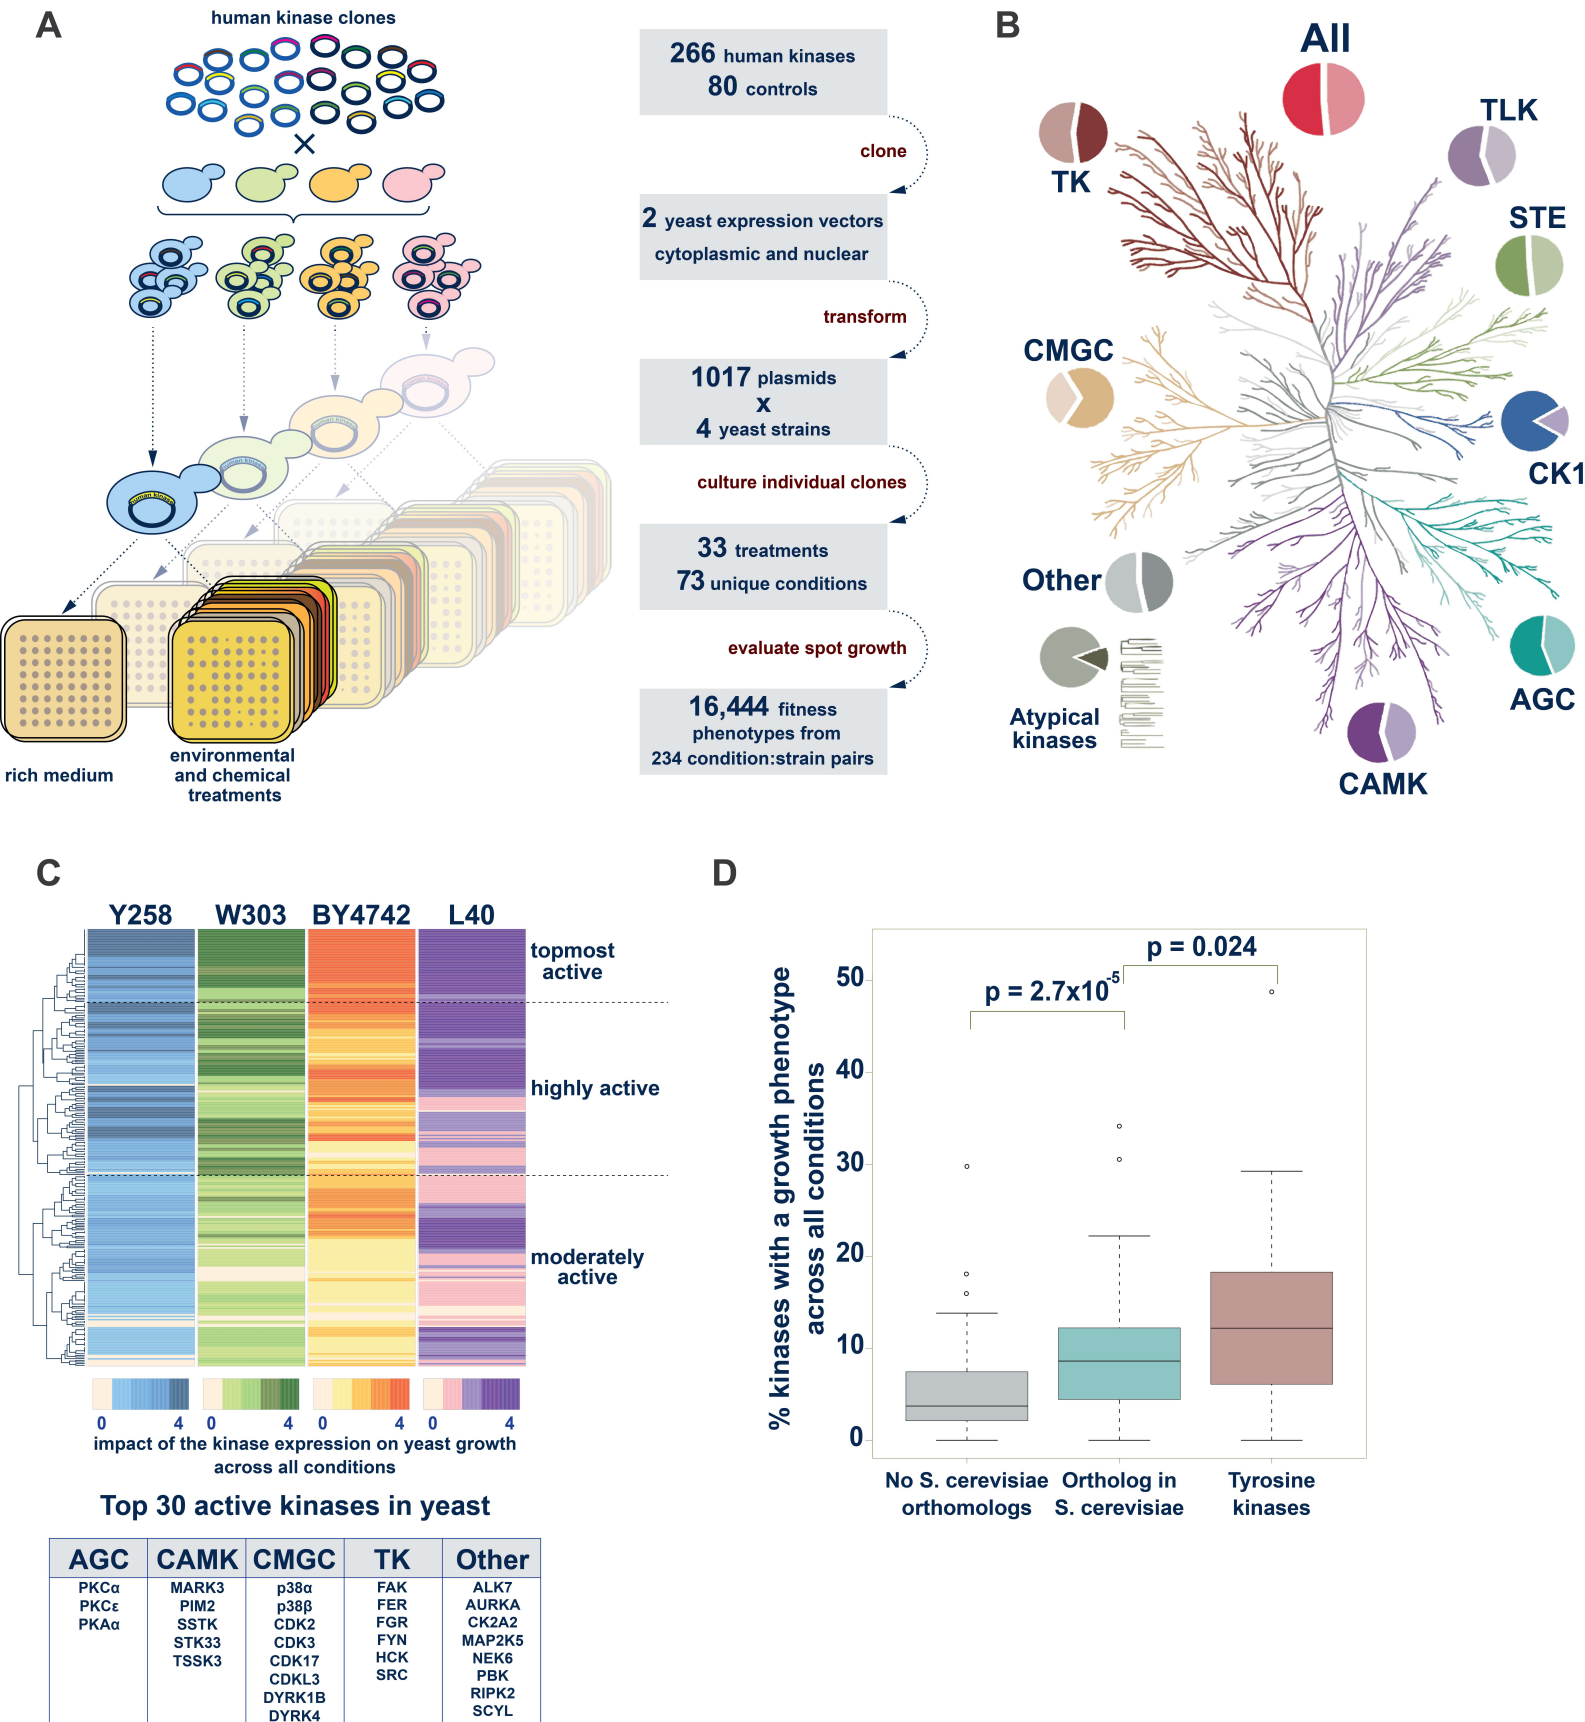 A
human kinase clones
human kinase
human kinase
human kinase
human kinase
rich medium
environmental
and chemical
treatments
266 human kinases
80 controls
clone
2 yeast expression vectors
cytoplasmic and nuclear
transform
1017 plasmids
x
4 yeast strains
culture individual clones
33 treatments
73 unique conditions
evaluate spot growth
16,444 fitness
phenotypes from
234 condition:strain pairs
B
All
TK
TLK
STE
CMGC
CK1
Other
AGC
Atypical
kinases
CAMK
C
Y258 W303 BY4742 L40
topmost
active
highly active
moderately
active
0 4 0 4 0 4 0 4
impact of the kinase expression on yeast growth
across all conditions
Top 30 active kinases in yeast
AGC CAMK CMGC TK Other
PKCα MARK3 p38α FAK ALK7
PKCε PIM2 p38β FER AURKA
PKAα SSTK CDK2 FGR CK2A2
STK33 CDK3 FYN MAP2K5
TSSK3 CDK17 HCK NEK6
CDKL3 SRC PBK
DYRK1B RIPK2
DYRK4 SCYL
D
% kinases with a growth phenotype
across all conditions
50
40
30
20
10
0
p = 0.024
p = 2.7x10-5
No S. cerevisiae
orthomologs
Ortholog in
S. cerevisiae
Tyrosine
kinases